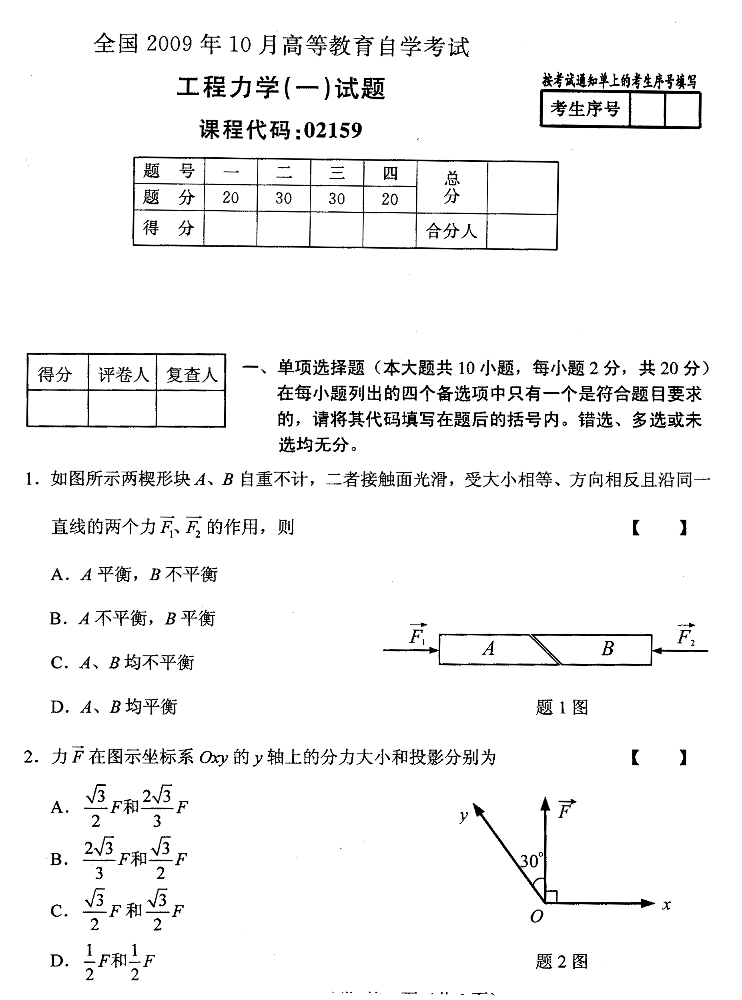 全国 2009 年 10 月高等教育自学考试
工程力学(一)试题
课程代码:02159
按考试通知单上的考生序号填写
考生序号
题 号 一 二 三 四 总分
题 分 20 30 30 20
得 分 合分人
得分 评卷人 复查人
一、单项选择题（本大题共 10 小题，每小题 2 分，共 20 分）
在每小题列出的四个备选项中只有一个是符合题目要求
的，请将其代码填写在题后的括号内。错选、多选或未
选均无分。
1. 如图所示两楔形块 A、B 自重不计，二者接触面光滑，受大小相等、方向相反且沿同一
直线的两个力 $\overrightarrow{F_1}$、$\overrightarrow{F_2}$ 的作用，则 【 】
A. A 平衡，B 不平衡
B. A 不平衡，B 平衡
C. A、B 均不平衡
D. A、B 均平衡
$\overrightarrow{F_1}$ A B $\overrightarrow{F_2}$
题 1 图
2. 力 $\overrightarrow{F}$ 在图示坐标系 Oxy 的 y 轴上的分力大小和投影分别为 【 】
A. $\frac{\sqrt{3}}{2}F$和$\frac{2\sqrt{3}}{3}F$
B. $\frac{2\sqrt{3}}{3}F$和$\frac{\sqrt{3}}{2}F$
C. $\frac{\sqrt{3}}{2}F$ 和 $\frac{\sqrt{3}}{2}F$
D. $\frac{1}{2}F$和$\frac{1}{2}F$
y $\overrightarrow{F}$
30°
O x
题 2 图